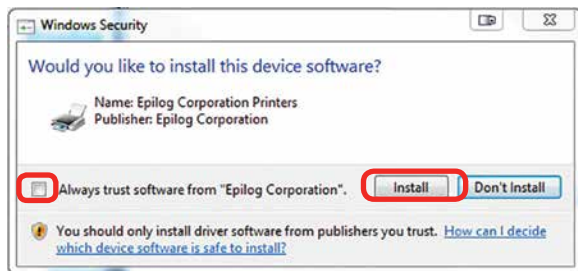 Windows Security
Would you like to install this device software?
Name: Epilog Corporation Printers
Publisher: Epilog Corporation
Always trust software from "Epilog Corporation".
Install
Don't Install
You should only install driver software from publishers you trust. How can I decide
which device software is safe to install?